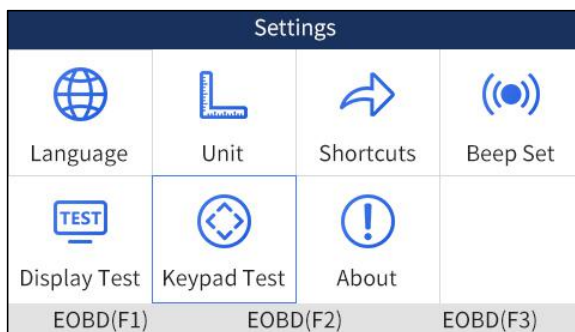 Settings
Language Unit Shortcuts Beep Set
TEST
Display Test Keypad Test About
EOBD(F1) EOBD(F2) EOBD(F3)